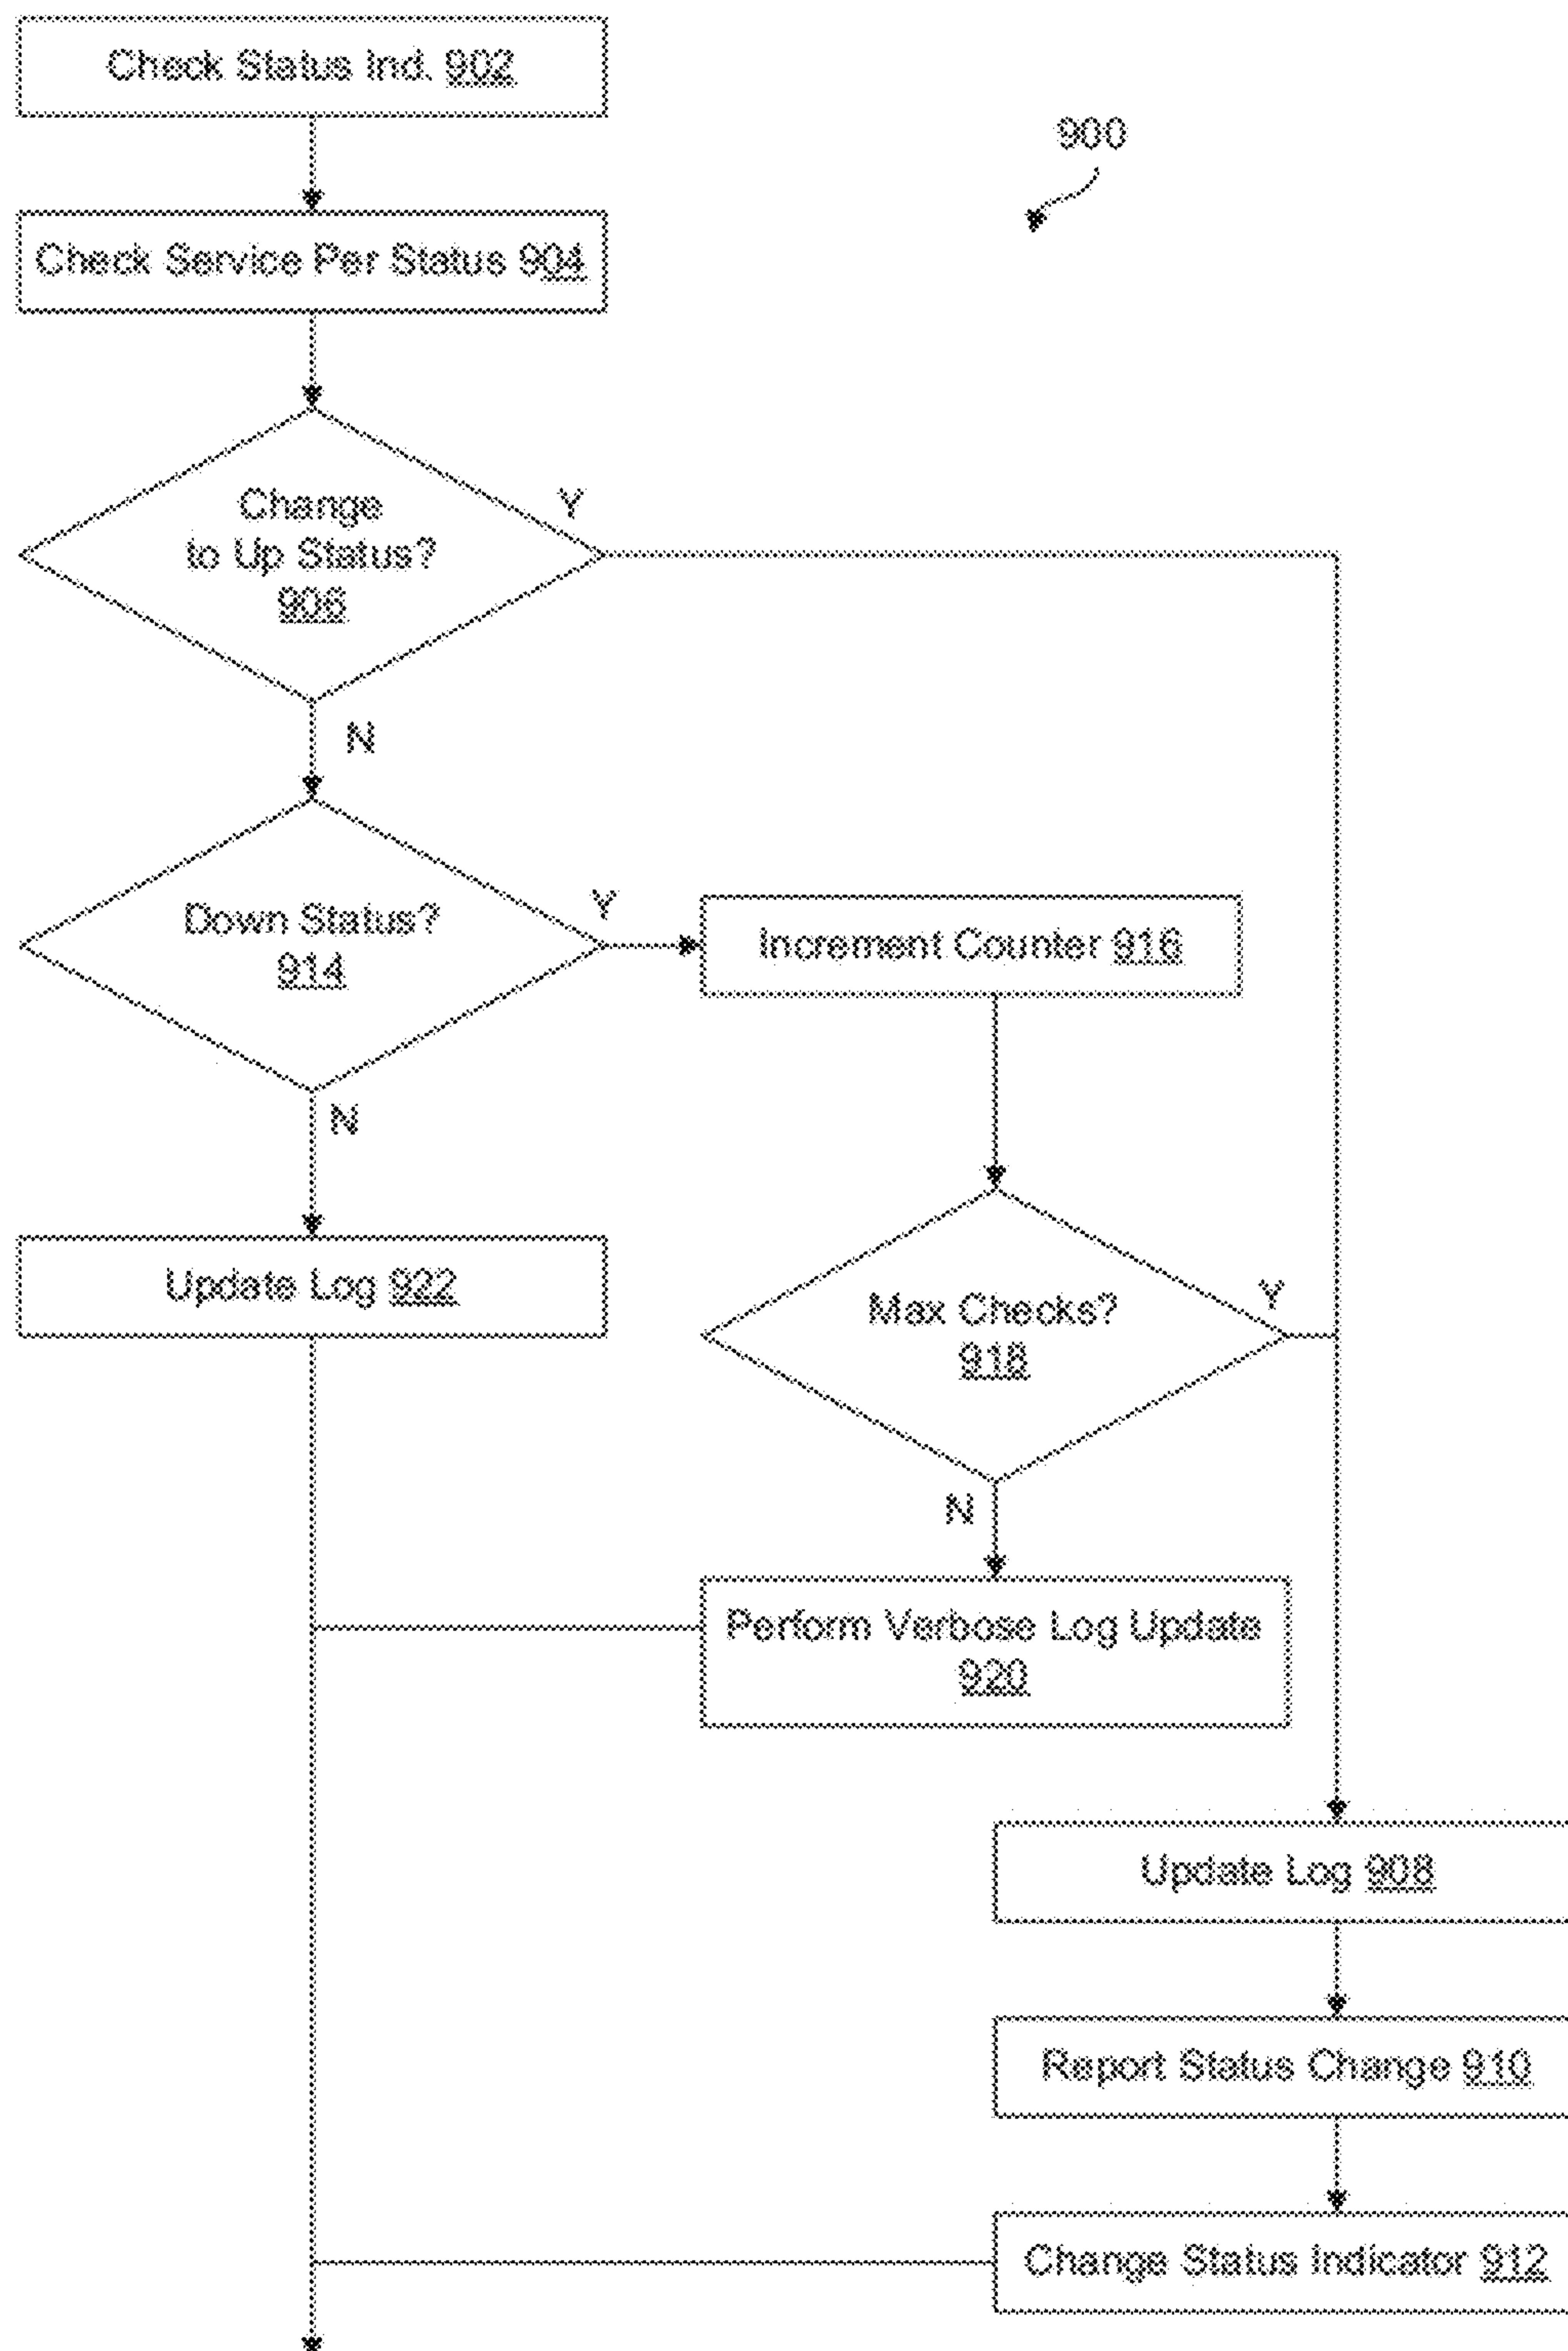 Check Status Ind. 902
900
Check Service Per Status 904
Change
to Up Status?
906
Y
N
Down Status?
914
Y
Increment Counter 916
N
Update Log 922
Max Checks?
918
Y
N
Perform Verbose Log Update
920
Update Log 908
Report Status Change 910
Change Status Indicator 912